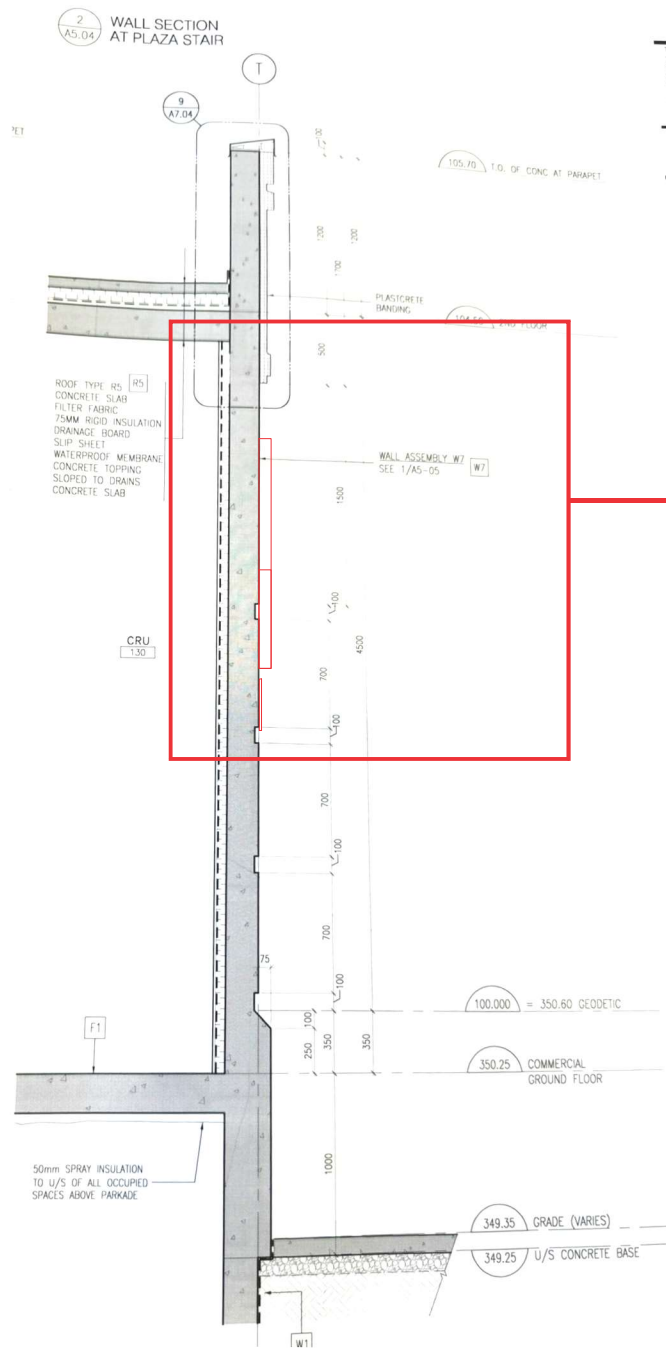 2
A5.04
WALL SECTION
AT PLAZA STAIR
T
9
A7.04
105.70
T.O. OF CONC AT PARAPET
1200
1200
PLASTCRETE
BANDING
2ND FLOOR
500
ROOF TYPE R5
R5
CONCRETE SLAB
FILTER FABRIC
75MM RIGID INSULATION
DRAINAGE BOARD
SLIP SHEET
WATERPROOF MEMBRANE
CONCRETE TOPPING
SLOPED TO DRAINS
CONCRETE SLAB
WALL ASSEMBLY W7
SEE 1/A5-05
W7
1500
100
CRU
130
4500
700
100
700
100
700
75
100
100
250
350
350
100.000
= 350.60 GEODETIC
F1
350.25
COMMERCIAL
GROUND FLOOR
1000
50mm SPRAY INSULATION
TO U/S OF ALL OCCUPIED
SPACES ABOVE PARKADE
349.35
GRADE (VARIES)
349.25
U/S CONCRETE BASE
W1